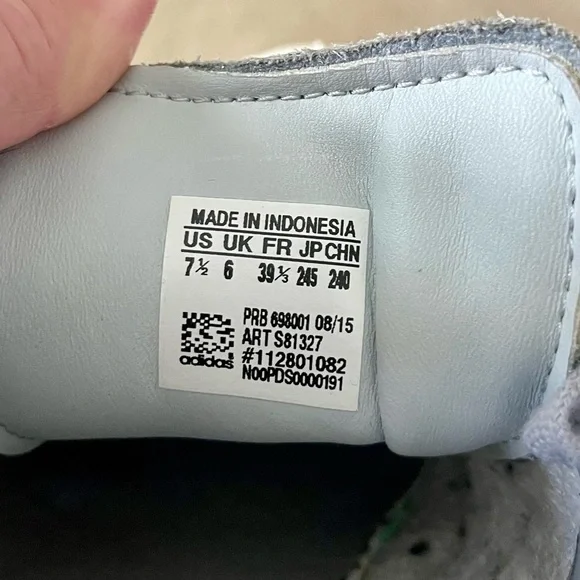 MADE IN INDONESIA
US UK FR JP CHN
7½ 6 39⅓ 245 240
PRB 698001 08/15
ART S81327
#112801082
adidas N00PDS0000191